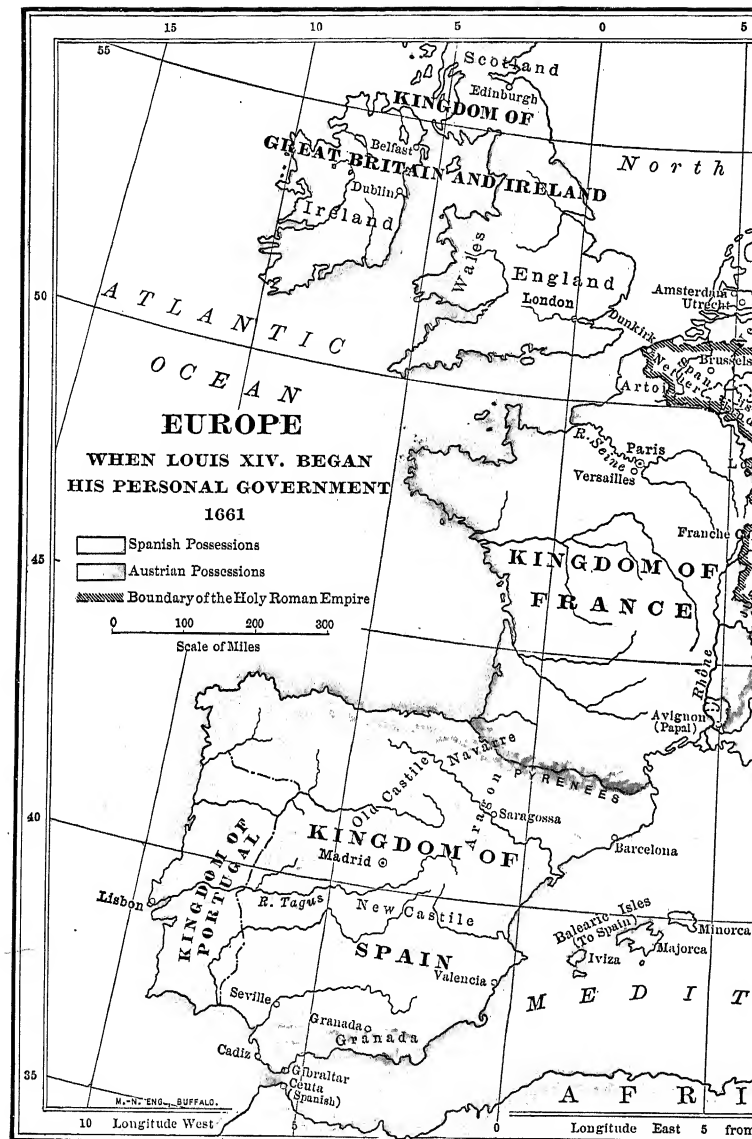 15
10
5
0
55
Scotland
Edinburgh
KINGDOM OF
Belfast
GREAT BRITAIN AND IRELAND
North
Dublin
Ireland
Wales
England
London
Amsterdam
Utrecht
50
Dunkirk
ATLANTIC
OCEAN
Brussels
Span.
Nether
Artois
EUROPE
WHEN LOUIS XIV. BEGAN
HIS PERSONAL GOVERNMENT
1661
Spanish Possessions
Austrian Possessions
Boundary of the Holy Roman Empire
0 100 200 300
Scale of Miles
R. Seine
Paris
Versailles
45
Franche C
KINGDOM OF
FRANCE
Rhône
Avignon
(Papal)
Navarre
PYRENEES
Old Castile
Aragon
Saragossa
40
KINGDOM OF
Barcelona
Madrid
KINGDOM OF
PORTUGAL
Lisbon
R. Tagus
New Castile
Balearic Isles
(To Spain)
Minorca
Majorca
Iviza
SPAIN
Valencia
MEDIT
Seville
Granada
Granada
Cadiz
Gibraltar
Ceuta
(Spanish)
35
AFRI
M.-N. ENG., BUFFALO.
10 Longitude West 5 0 Longitude East 5 from